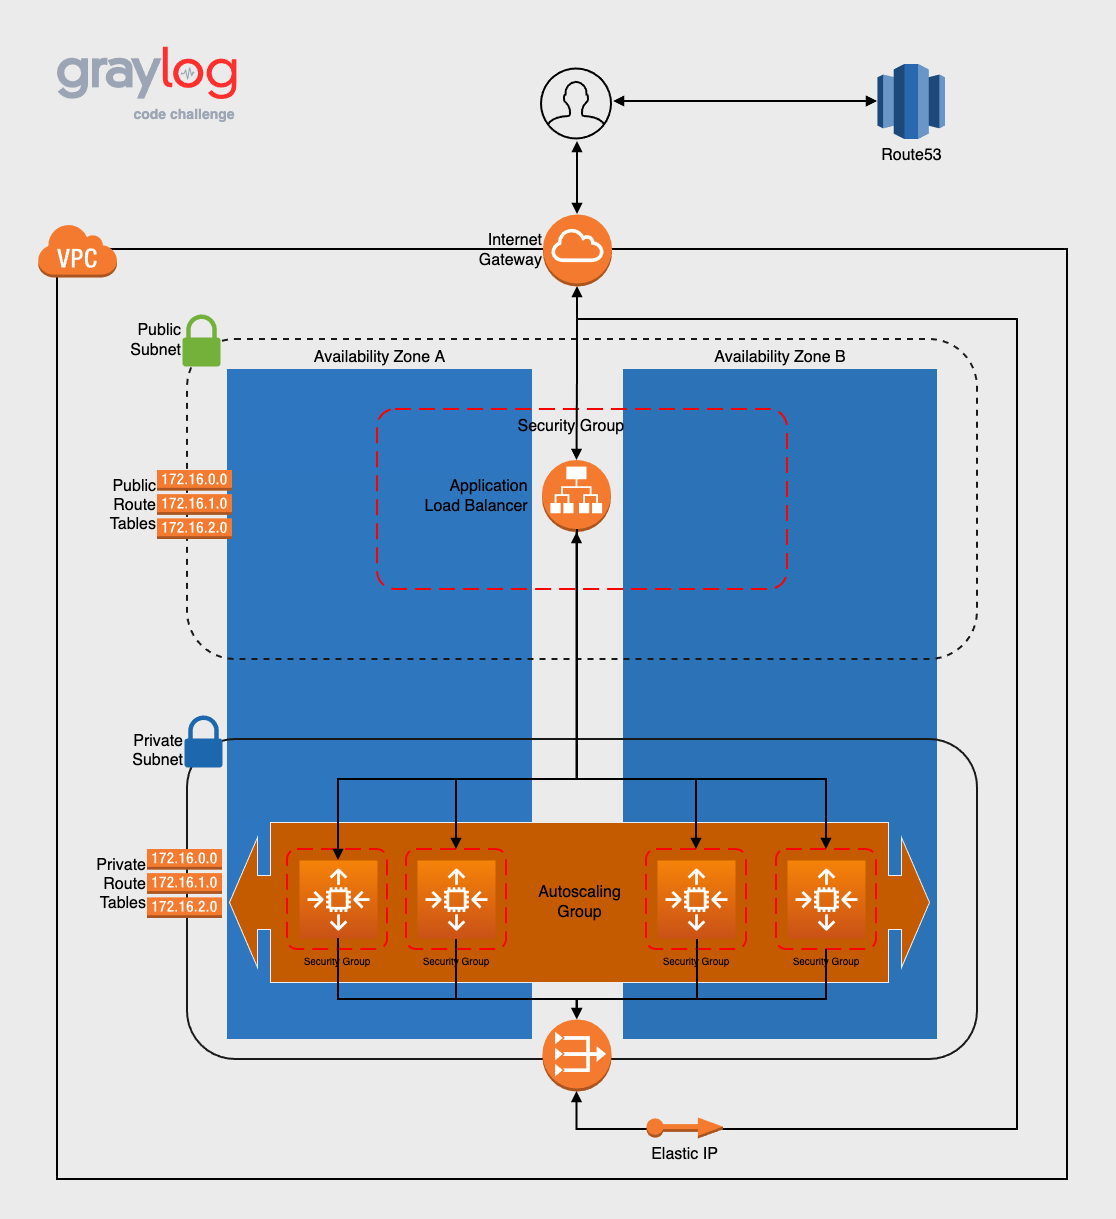 graylog
code challenge
Route53
Internet
Gateway
VPC
Public
Subnet
Availability Zone A
Availability Zone B
Security Group
Application
Load Balancer
Public
Route
Tables
172.16.0.0
172.16.1.0
172.16.2.0
Private
Subnet
Private
Route
Tables
172.16.0.0
172.16.1.0
172.16.2.0
Autoscaling
Group
Security Group
Security Group
Security Group
Security Group
Elastic IP